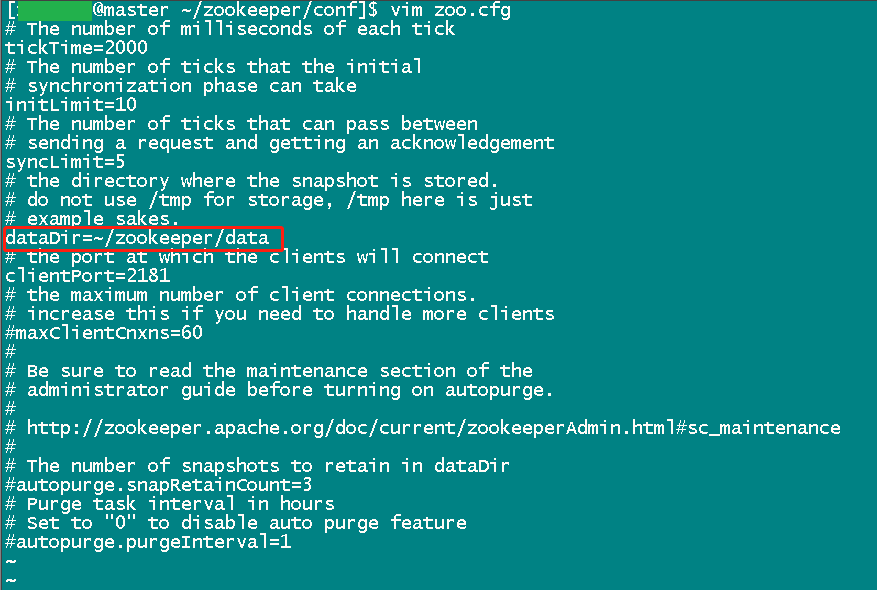 [@master ~/zookeeper/conf]$ vim zoo.cfg
# The number of milliseconds of each tick
tickTime=2000
# The number of ticks that the initial
# synchronization phase can take
initLimit=10
# The number of ticks that can pass between
# sending a request and getting an acknowledgement
syncLimit=5
# the directory where the snapshot is stored.
# do not use /tmp for storage, /tmp here is just
# example sakes.
dataDir=~/zookeeper/data
# the port at which the clients will connect
clientPort=2181
# the maximum number of client connections.
# increase this if you need to handle more clients
#maxClientCnxns=60
#
# Be sure to read the maintenance section of the
# administrator guide before turning on autopurge.
#
# http://zookeeper.apache.org/doc/current/zookeeperAdmin.html#sc_maintenance
#
# The number of snapshots to retain in dataDir
#autopurge.snapRetainCount=3
# Purge task interval in hours
# Set to "0" to disable auto purge feature
#autopurge.purgeInterval=1
~
~